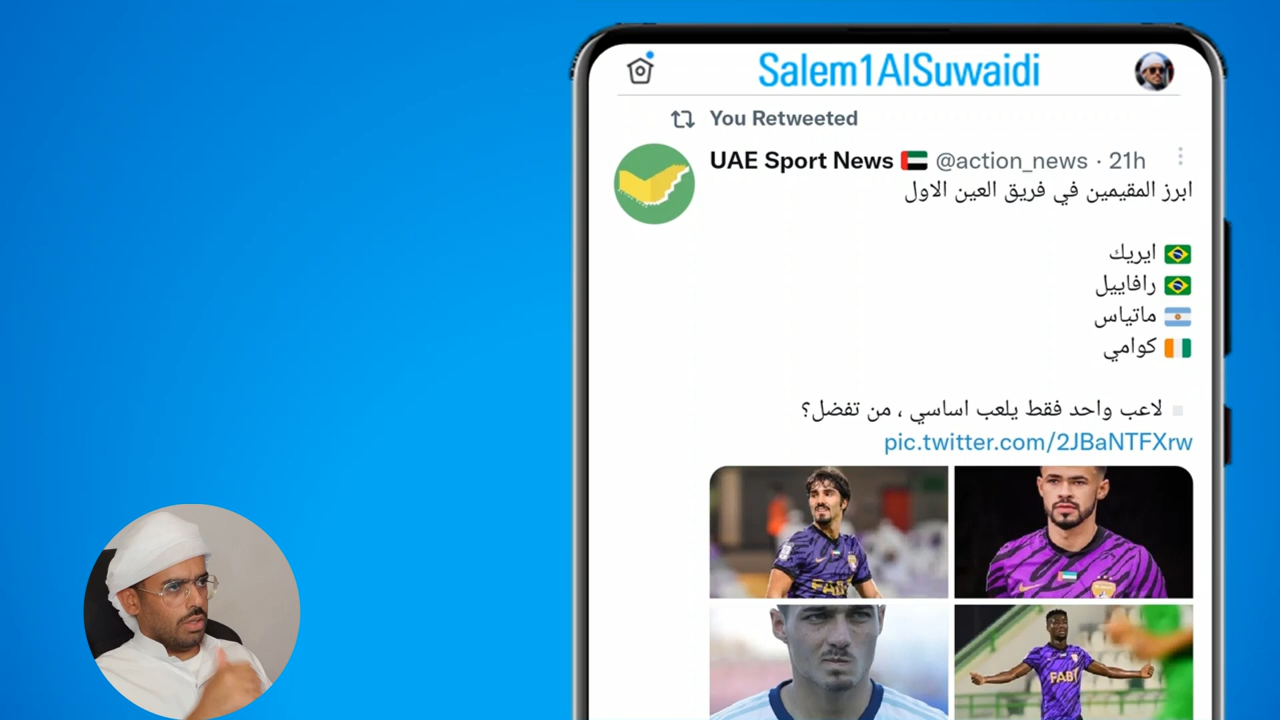 Salem1AlSuwaidi
You Retweeted
UAE Sport News 🇦🇪 @action_news · 21h
ابرز المقيمين في فريق العين الاول
🇧🇷 ايريك
🇧🇷 رافاييل
🇦🇷 ماتياس
🇨🇮 كوامي
▫️ لاعب واحد فقط يلعب اساسي ، من تفضل؟
pic.twitter.com/2JBaNTFXrw
FABI